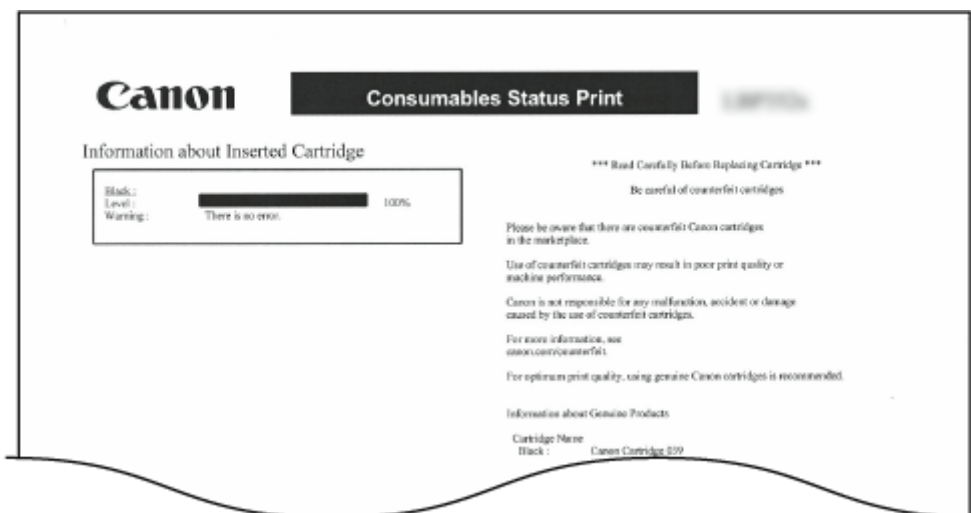 Canon
Consumables Status Print
Information about Inserted Cartridge
Black :
Level : 100%
Warning : There is no error.
*** Read Carefully Before Replacing Cartridge ***
Be careful of counterfeit cartridges
Please be aware that there are counterfeit Canon cartridges
in the marketplace.
Use of counterfeit cartridges may result in poor print quality or
machine performance.
Canon is not responsible for any malfunction, accident or damage
caused by the use of counterfeit cartridges.
For more information, see
canon.com/counterfeit.
For optimum print quality, using genuine Canon cartridges is recommended.
Information about Genuine Products
Cartridge Name
Black : Canon Cartridge 039